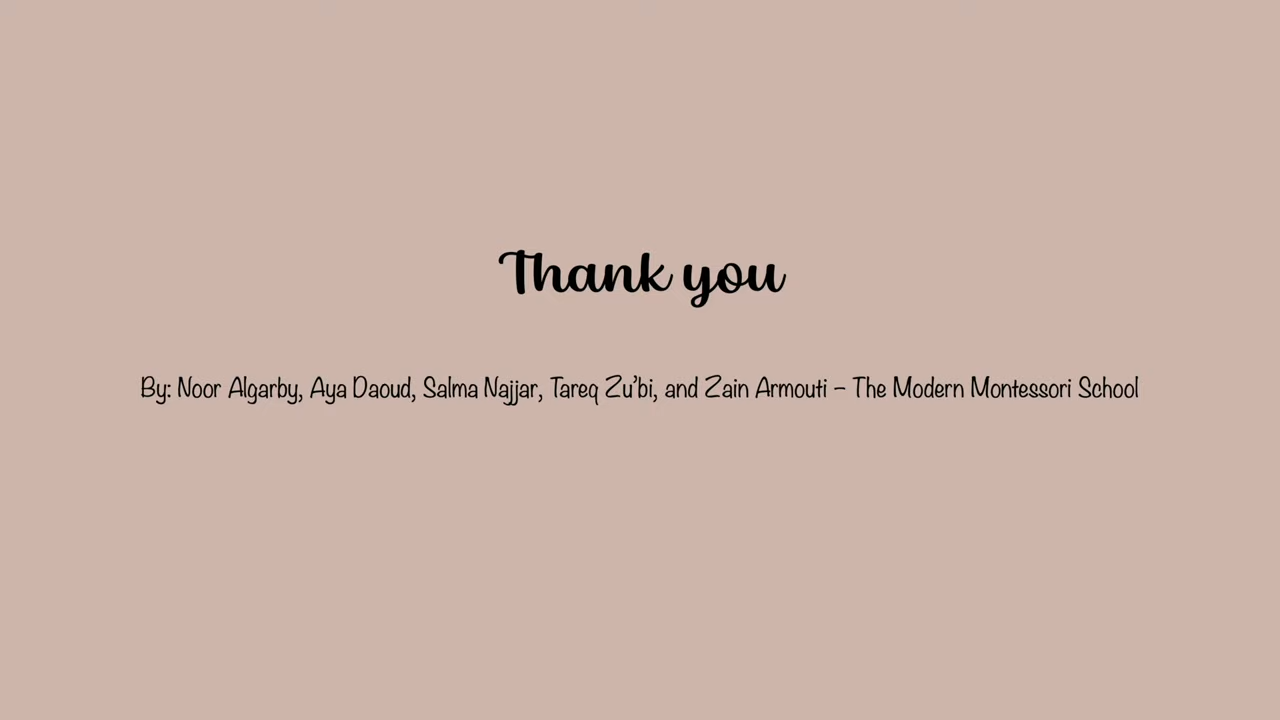 Thank you
By: Noor Algarby, Aya Daoud, Salma Najjar, Tareq Zu'bi, and Zain Armouti – The Modern Montessori School